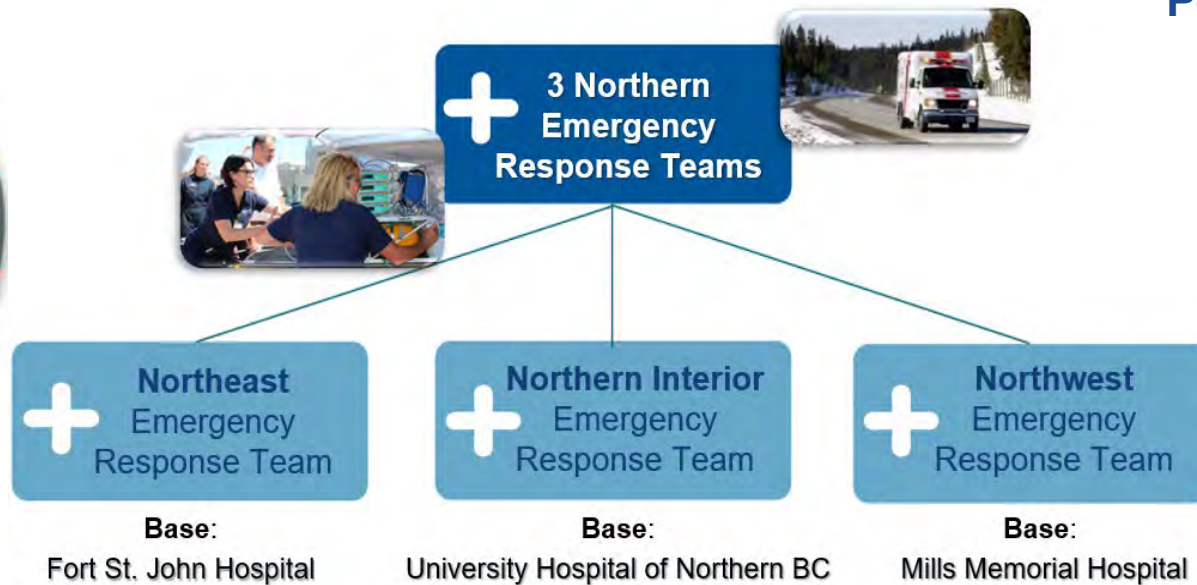 3 Northern
Emergency
Response Teams
Northeast
Emergency
Response Team
Northern Interior
Emergency
Response Team
Northwest
Emergency
Response Team
Base:
Fort St. John Hospital
Base:
University Hospital of Northern BC
Base:
Mills Memorial Hospital